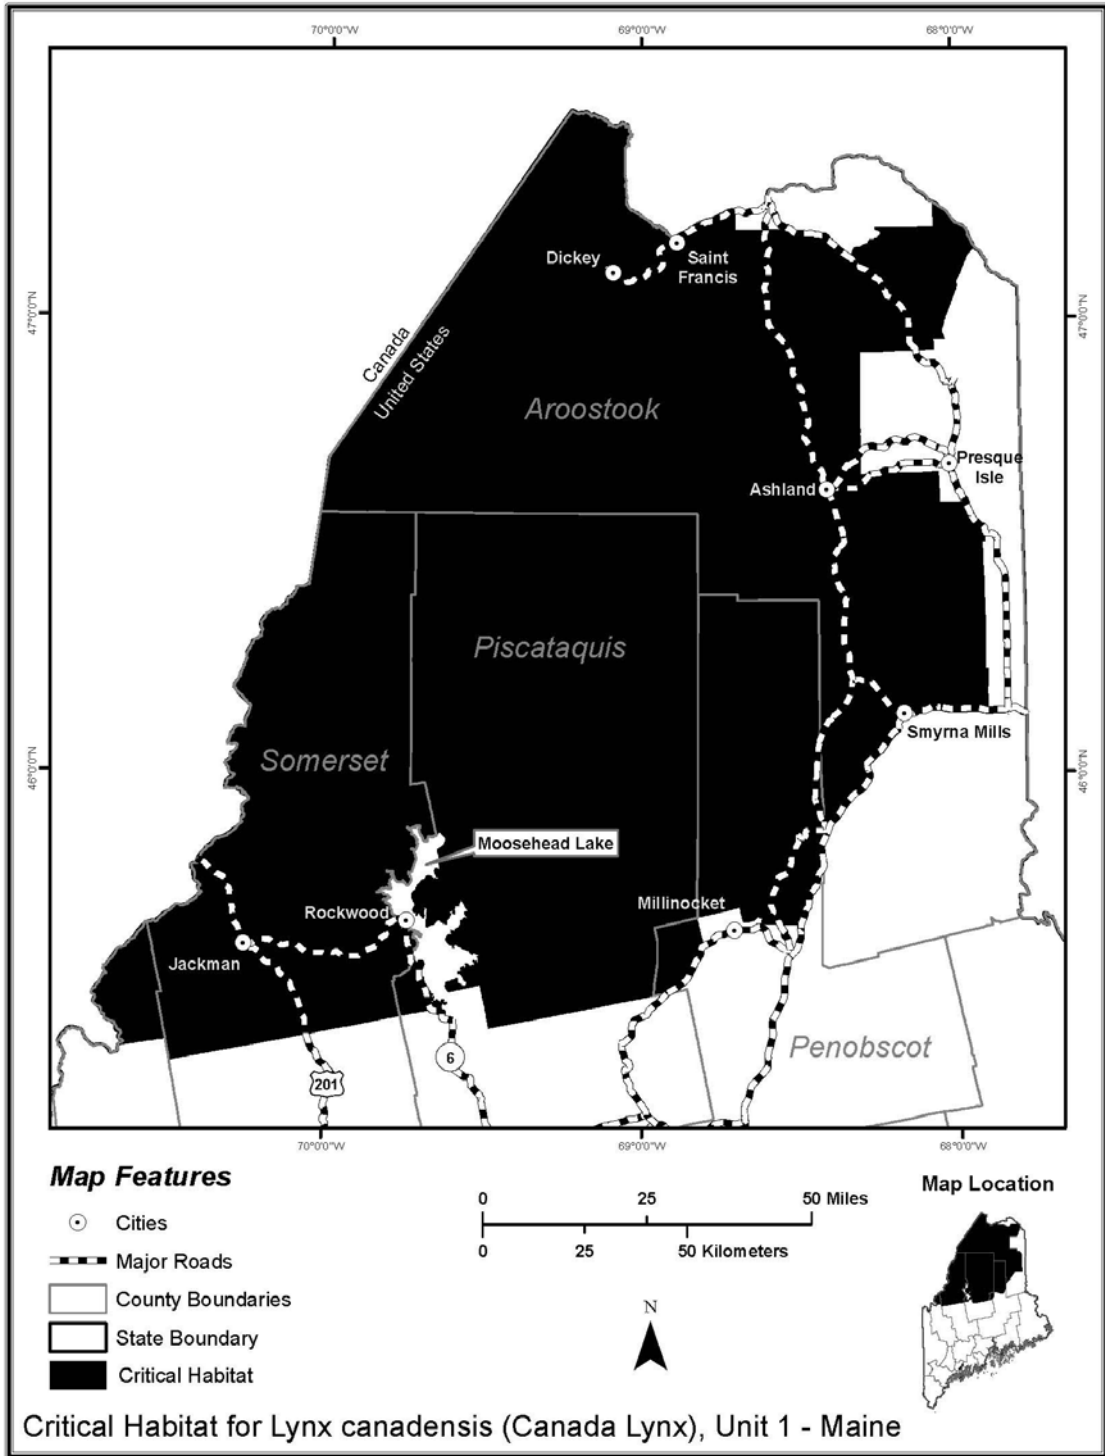 70°0'0"W
69°0'0"W
68°0'0"W
47°0'0"N
47°0'0"N
Dickey
Saint
Francis
Canada
United States
Aroostook
Presque
Isle
Ashland
Piscataquis
Smyrna Mills
Somerset
46°0'0"N
46°0'0"N
Moosehead Lake
Millinocket
Rockwood
Jackman
Penobscot
6
201
70°0'0"W
69°0'0"W
68°0'0"W
Map Features
Cities
Major Roads
County Boundaries
State Boundary
Critical Habitat
0 25 50 Miles
0 25 50 Kilometers
N
Map Location
Critical Habitat for Lynx canadensis (Canada Lynx), Unit 1 - Maine